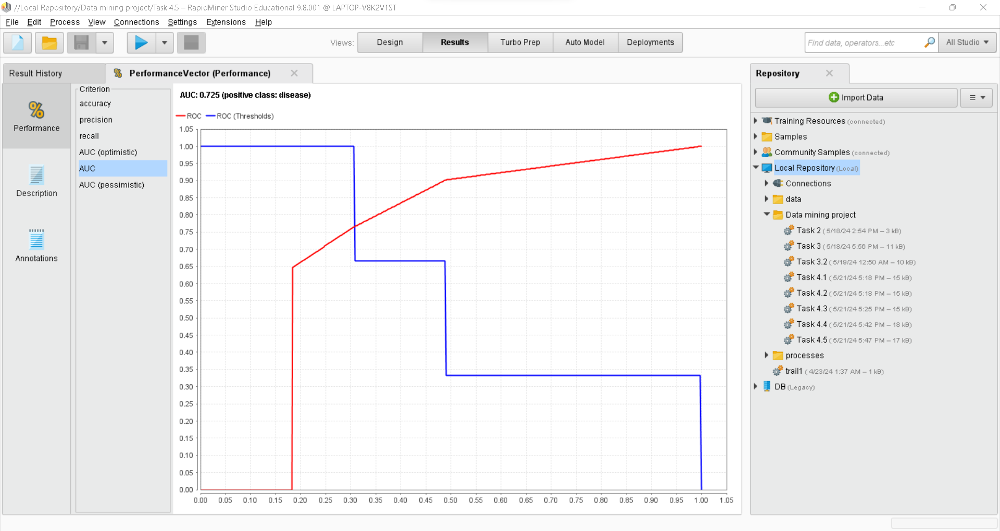 //Local Repository/Data mining project/Task 4.5 – RapidMiner Studio Educational 9.8.001 @ LAPTOP-V8K2V1ST
File Edit Process View Connections Settings Extensions Help
Views: Design Results Turbo Prep Auto Model Deployments
Find data, operators...etc
All Studio
Result History
PerformanceVector (Performance)
Performance
Description
Annotations
Criterion
accuracy
precision
recall
AUC (optimistic)
AUC
AUC (pessimistic)
AUC: 0.725 (positive class: disease)
ROC ROC (Thresholds)
1.05
1.00
0.95
0.90
0.85
0.80
0.75
0.70
0.65
0.60
0.55
0.50
0.45
0.40
0.35
0.30
0.25
0.20
0.15
0.10
0.05
0.00
0.00 0.05 0.10 0.15 0.20 0.25 0.30 0.35 0.40 0.45 0.50 0.55 0.60 0.65 0.70 0.75 0.80 0.85 0.90 0.95 1.00 1.05
Repository
Import Data
Training Resources (connected)
Samples
Community Samples (connected)
Local Repository (Local)
Connections
data
Data mining project
Task 2 (5/18/24 2:54 PM – 3 kB)
Task 3 (5/18/24 5:56 PM – 11 kB)
Task 3.2 (5/19/24 12:50 AM – 10 kB)
Task 4.1 (5/21/24 5:18 PM – 15 kB)
Task 4.2 (5/21/24 5:18 PM – 15 kB)
Task 4.3 (5/21/24 5:25 PM – 15 kB)
Task 4.4 (5/21/24 5:42 PM – 18 kB)
Task 4.5 (5/21/24 5:47 PM – 17 kB)
processes
trail1 (4/23/24 1:37 AM – 1 kB)
DB (Legacy)